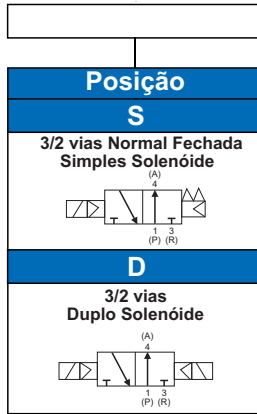 Posição
S
3/2 vias Normal Fechada
Simples Solenóide
(A)
4
1 3
(P) (R)
D
3/2 vias
Duplo Solenóide
(A)
4
1 3
(P) (R)